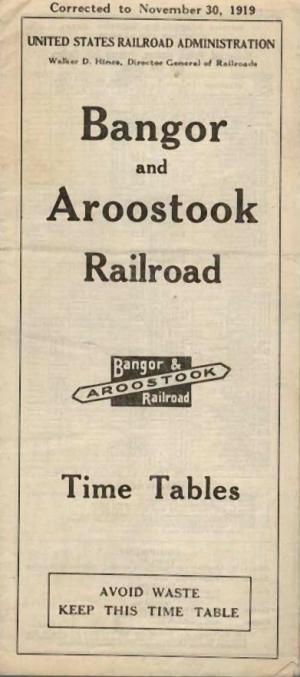 Corrected to November 30, 1919
UNITED STATES RAILROAD ADMINISTRATION
Walker D. Hines, Director General of Railroads
Bangor
and
Aroostook
Railroad
Bangor &
AROOSTOOK
Railroad
Time Tables
AVOID WASTE
KEEP THIS TIME TABLE